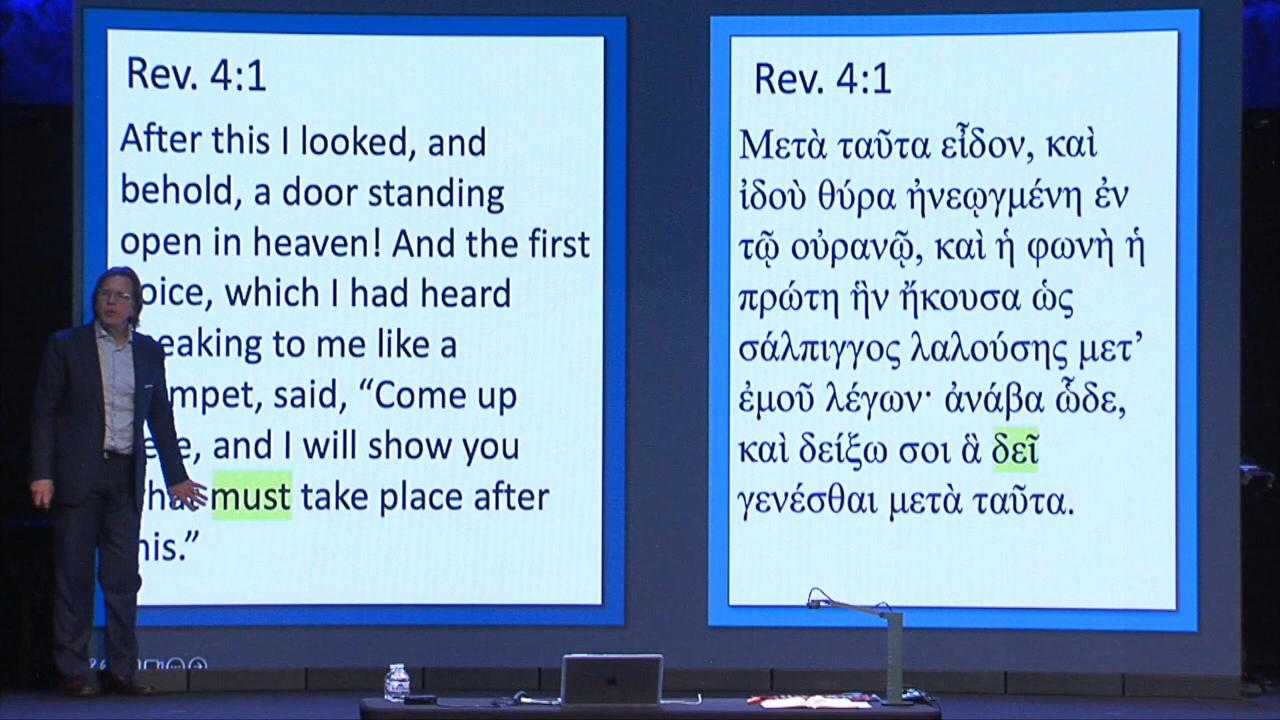 Rev. 4:1
After this I looked, and
behold, a door standing
open in heaven! And the first
oice, which I had heard
eaking to me like a
mpet, said, “Come up
e, and I will show you
must take place after
his.”
Rev. 4:1
Μετὰ ταῦτα εἶδον, καὶ
ἰδοὺ θύρα ἠνεῳγμένη ἐν
τῷ οὐρανῷ, καὶ ἡ φωνὴ ἡ
πρώτη ἣν ἤκουσα ὡς
σάλπιγγος λαλούσης μετ’
ἐμοῦ λέγων· ἀνάβα ὧδε,
καὶ δείξω σοι ἃ δεῖ
γενέσθαι μετὰ ταῦτα.